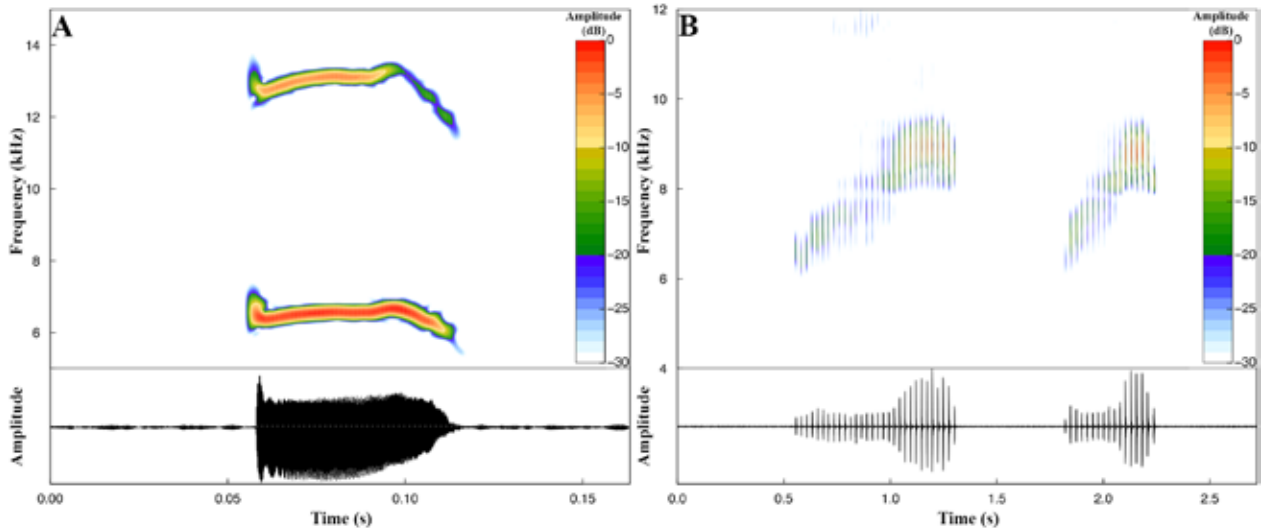 A
Amplitude
(dB)
0
−5
−10
−15
−20
−25
−30
14
12
10
8
6
Frequency (kHz)
Amplitude
0.00
0.05
0.10
0.15
Time (s)
B
Amplitude
(dB)
0
−5
−10
−15
−20
−25
−30
12
10
8
6
4
Frequency (kHz)
Amplitude
0.0
0.5
1.0
1.5
2.0
2.5
Time (s)